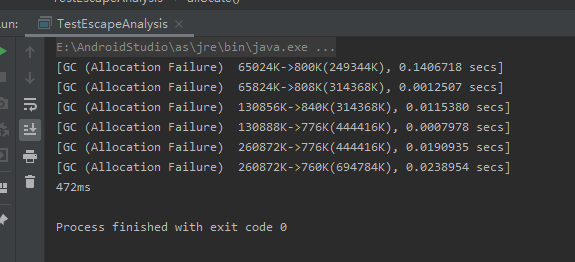 un:
TestEscapeAnalysis
E:\AndroidStudio\as\jre\bin\java.exe ...
[GC (Allocation Failure)  65024K->800K(249344K), 0.1406718 secs]
[GC (Allocation Failure)  65824K->808K(314368K), 0.0012507 secs]
[GC (Allocation Failure)  130856K->840K(314368K), 0.0115380 secs]
[GC (Allocation Failure)  130888K->776K(444416K), 0.0007978 secs]
[GC (Allocation Failure)  260872K->776K(444416K), 0.0190935 secs]
[GC (Allocation Failure)  260872K->760K(694784K), 0.0238954 secs]
472ms
Process finished with exit code 0